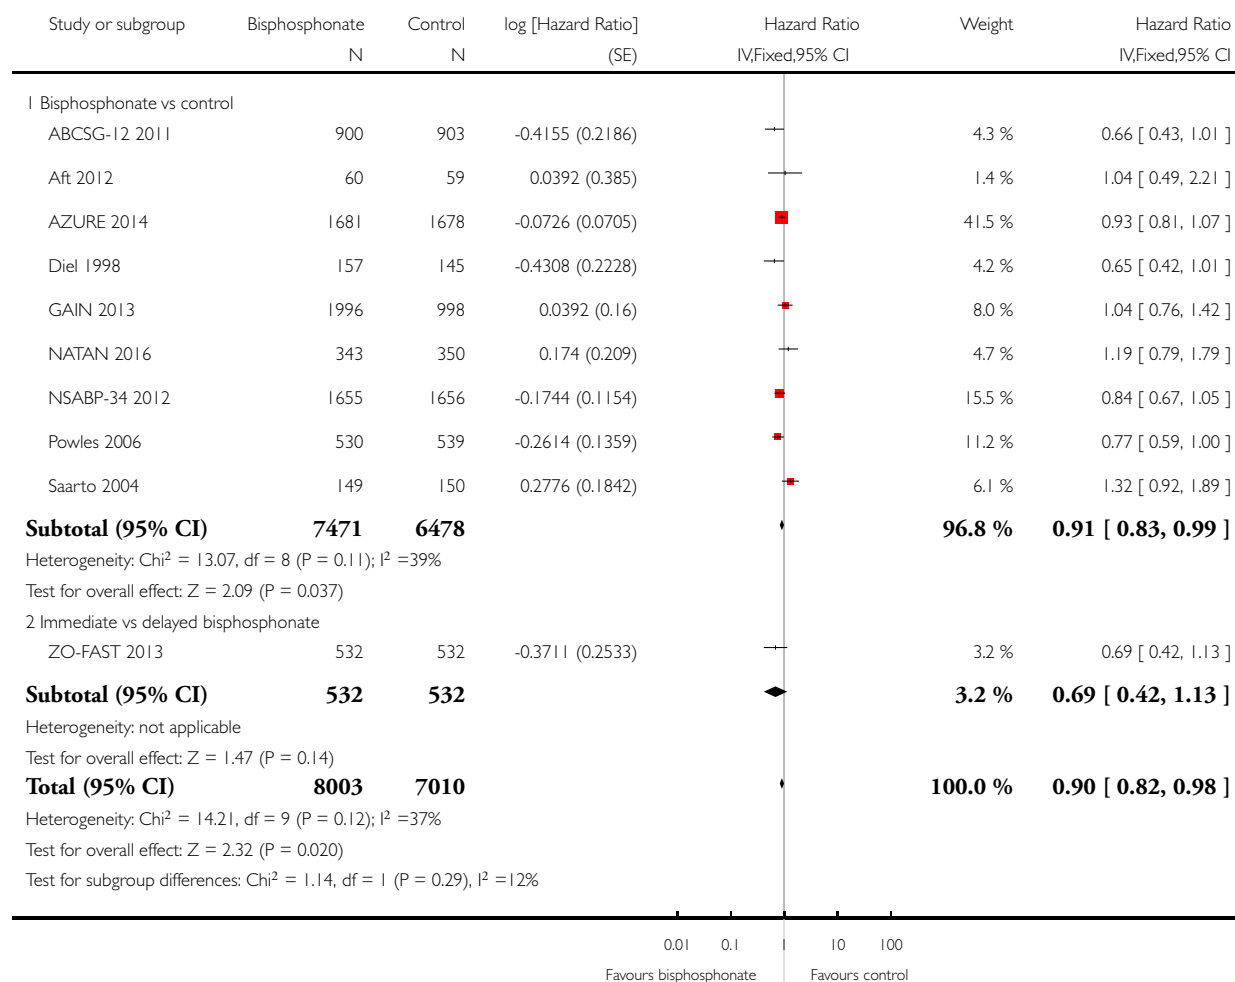 Study or subgroup Bisphosphonate Control log [Hazard Ratio] Hazard Ratio Weight Hazard Ratio
N N (SE) IV,Fixed,95% CI IV,Fixed,95% CI
1 Bisphosphonate vs control
ABCSG-12 2011 900 903 -0.4155 (0.2186) 4.3 % 0.66 [ 0.43, 1.01 ]
Aft 2012 60 59 0.0392 (0.385) 1.4 % 1.04 [ 0.49, 2.21 ]
AZURE 2014 1681 1678 -0.0726 (0.0705) 41.5 % 0.93 [ 0.81, 1.07 ]
Diel 1998 157 145 -0.4308 (0.2228) 4.2 % 0.65 [ 0.42, 1.01 ]
GAIN 2013 1996 998 0.0392 (0.16) 8.0 % 1.04 [ 0.76, 1.42 ]
NATAN 2016 343 350 0.174 (0.209) 4.7 % 1.19 [ 0.79, 1.79 ]
NSABP-34 2012 1655 1656 -0.1744 (0.1154) 15.5 % 0.84 [ 0.67, 1.05 ]
Powles 2006 530 539 -0.2614 (0.1359) 11.2 % 0.77 [ 0.59, 1.00 ]
Saarto 2004 149 150 0.2776 (0.1842) 6.1 % 1.32 [ 0.92, 1.89 ]
Subtotal (95% CI) 7471 6478 96.8 % 0.91 [ 0.83, 0.99 ]
Heterogeneity: Chi² = 13.07, df = 8 (P = 0.11); I² =39%
Test for overall effect: Z = 2.09 (P = 0.037)
2 Immediate vs delayed bisphosphonate
ZO-FAST 2013 532 532 -0.3711 (0.2533) 3.2 % 0.69 [ 0.42, 1.13 ]
Subtotal (95% CI) 532 532 3.2 % 0.69 [ 0.42, 1.13 ]
Heterogeneity: not applicable
Test for overall effect: Z = 1.47 (P = 0.14)
Total (95% CI) 8003 7010 100.0 % 0.90 [ 0.82, 0.98 ]
Heterogeneity: Chi² = 14.21, df = 9 (P = 0.12); I² =37%
Test for overall effect: Z = 2.32 (P = 0.020)
Test for subgroup differences: Chi² = 1.14, df = 1 (P = 0.29), I² =12%
0.01 0.1 1 10 100
Favours bisphosphonate Favours control